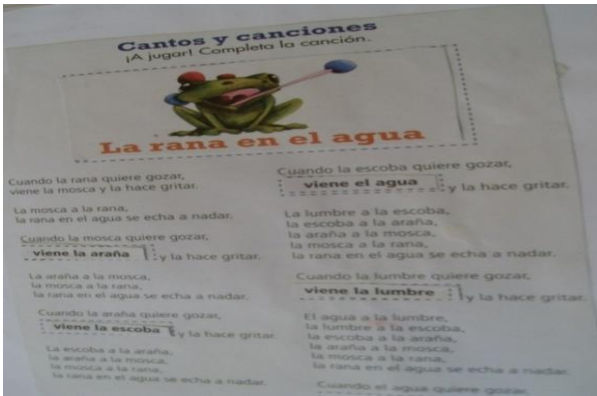 Cantos y canciones
¡A jugar! Completa la canción.
La rana en el agua
Cuando la rana quiere gozar,
viene la mosca y la hace gritar.
La mosca a la rana,
la rana en el agua se echa a nadar.
Cuando la mosca quiere gozar,
viene la araña y la hace gritar.
La araña a la mosca,
la mosca a la rana,
la rana en el agua se echa a nadar.
Cuando la araña quiere gozar,
viene la escoba y la hace gritar.
La escoba a la araña,
la araña a la mosca,
la mosca a la rana,
la rana en el agua se echa a nadar.
Cuando la escoba quiere gozar,
viene el agua y la hace gritar.
La lumbre a la escoba,
la escoba a la araña,
la araña a la mosca,
la mosca a la rana,
la rana en el agua se echa a nadar.
Cuando la lumbre quiere gozar,
viene la lumbre y la hace gritar.
El agua a la lumbre,
la lumbre a la escoba,
la escoba a la araña,
la araña a la mosca,
la mosca a la rana,
la rana en el agua se echa a nadar.
Cuando el agua quiere gozar,